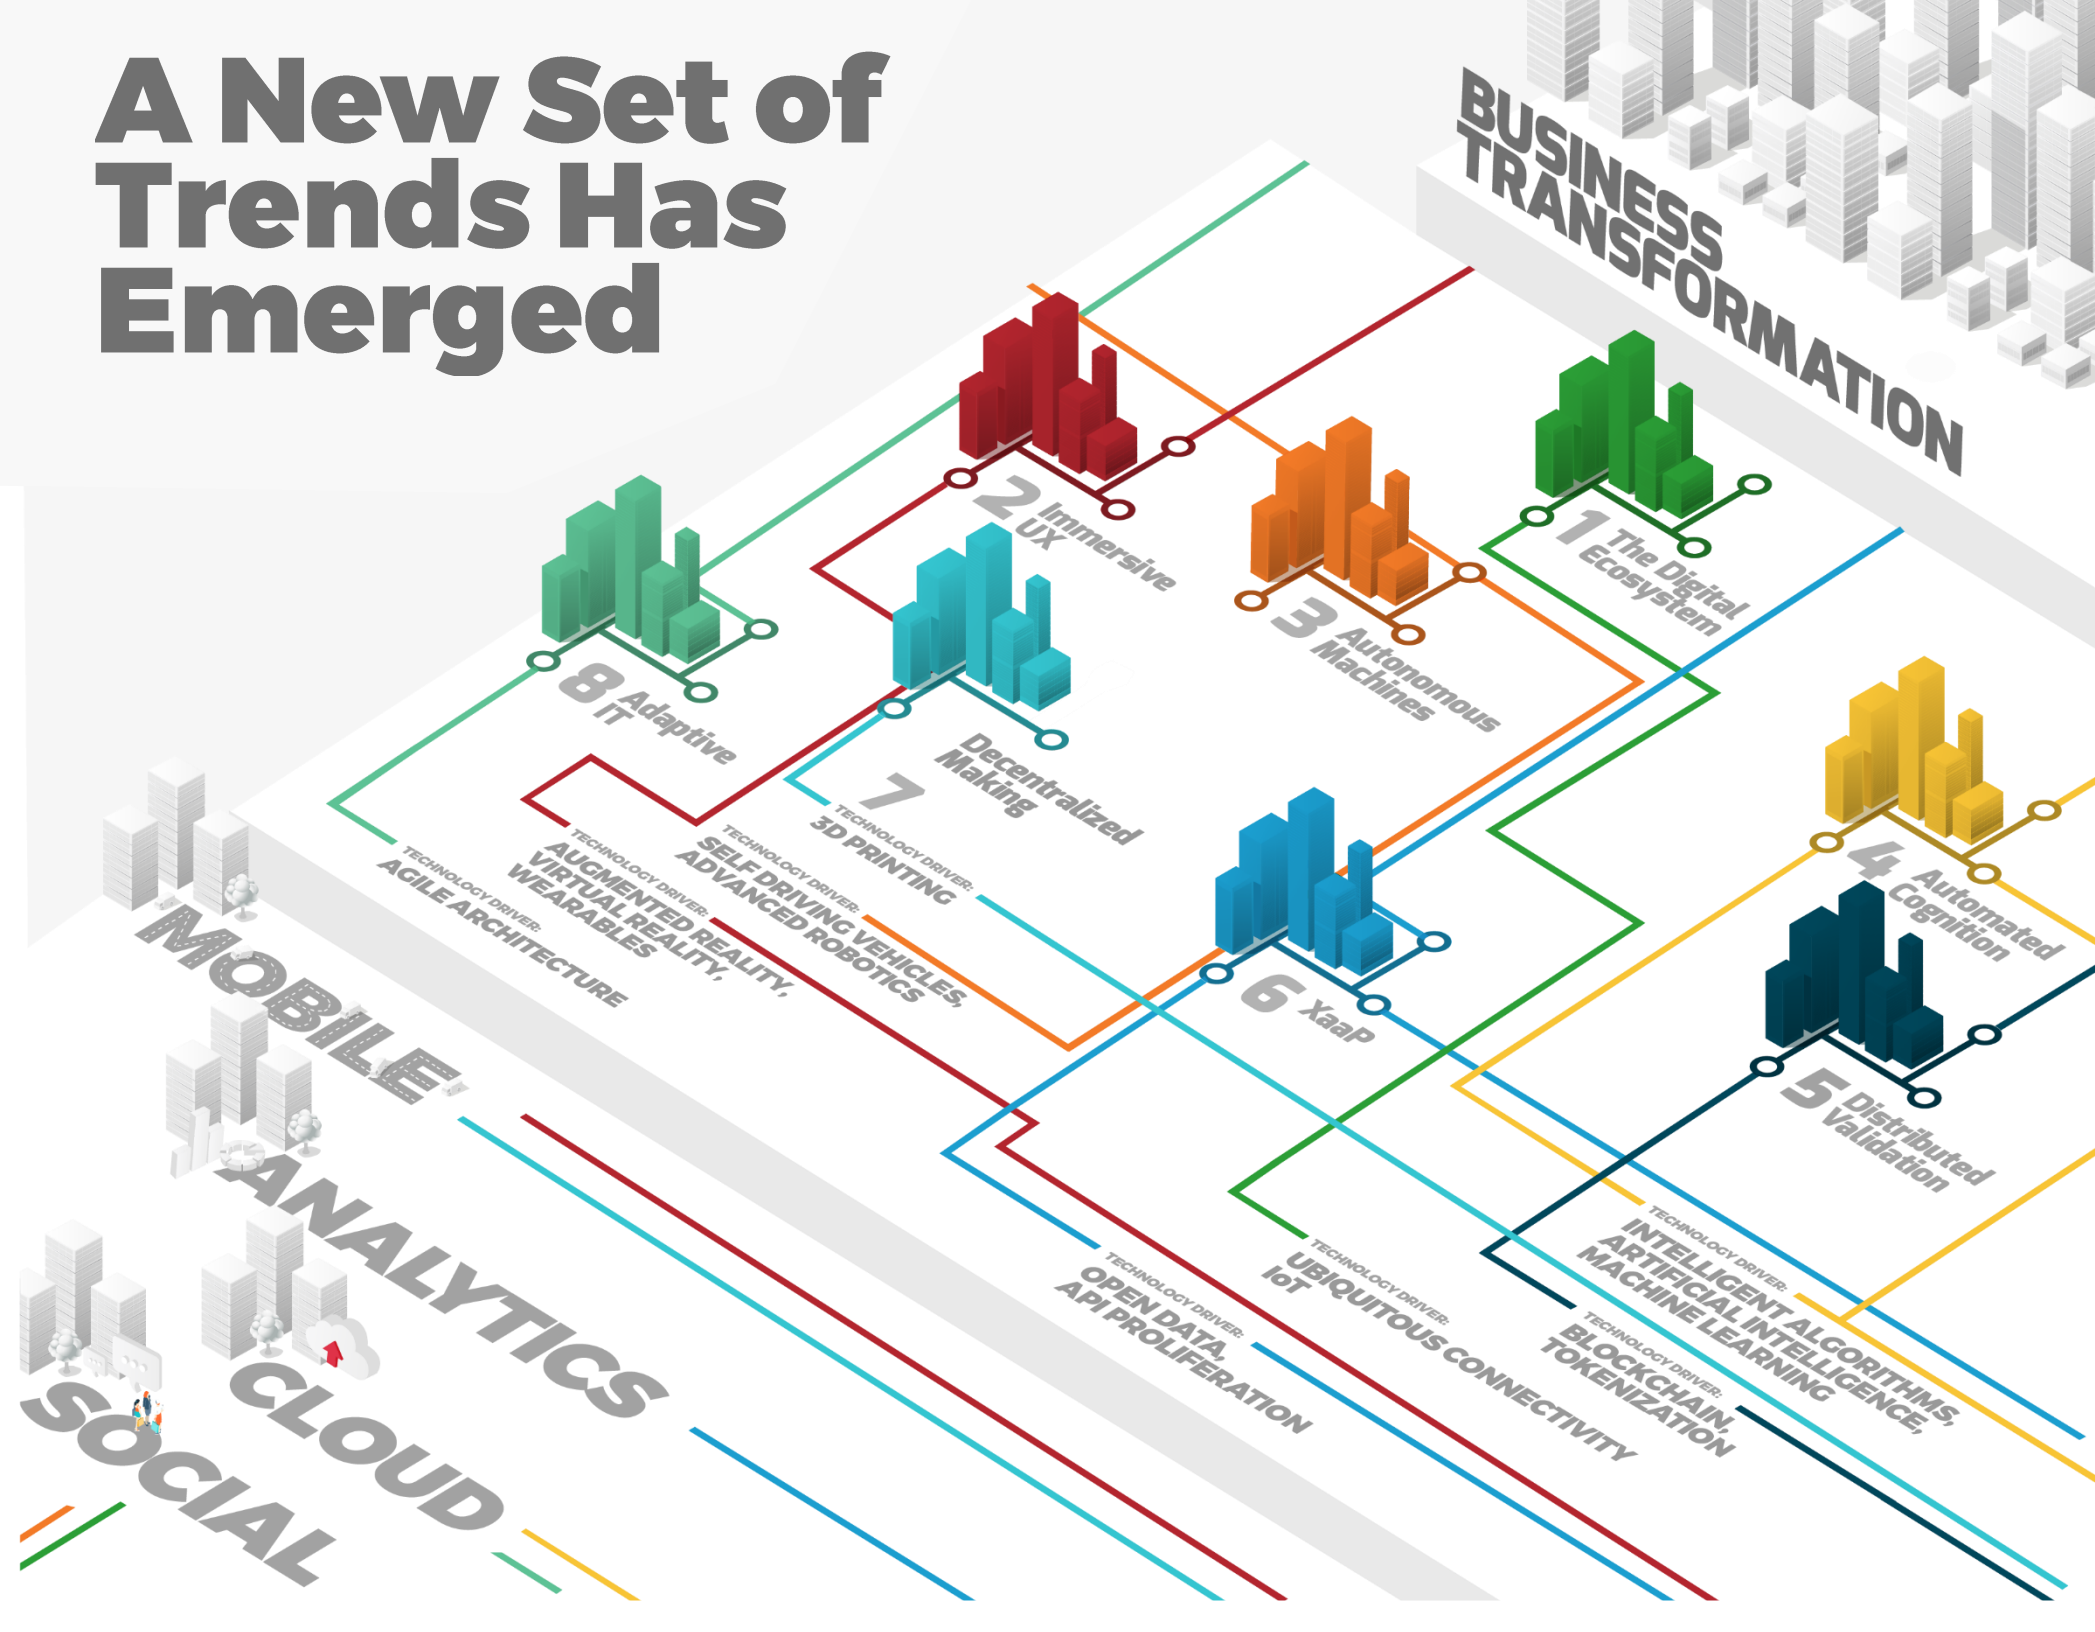 A New Set of
Trends Has
Emerged
BUSINESS
TRANSFORMATION
1 The Digital
Ecosystem
2 Immersive
UX
3 Autonomous
Machines
4 Automated
Cognition
5 Distributed
Validation
6 XaaP
7 Decentralized
Making
8 Adaptive
IT
TECHNOLOGY DRIVER:
AGILE ARCHITECTURE
TECHNOLOGY DRIVER:
AUGMENTED REALITY,
VIRTUAL REALITY,
WEARABLES
TECHNOLOGY DRIVER:
SELF DRIVING VEHICLES,
ADVANCED ROBOTICS
TECHNOLOGY DRIVER:
3D PRINTING
TECHNOLOGY DRIVER:
OPEN DATA,
API PROLIFERATION
TECHNOLOGY DRIVER:
UBIQUITOUS CONNECTIVITY
IoT
TECHNOLOGY DRIVER:
BLOCKCHAIN,
TOKENIZATION
TECHNOLOGY DRIVER:
INTELLIGENT ALGORITHMS,
ARTIFICIAL INTELLIGENCE,
MACHINE LEARNING
MOBILE
ANALYTICS
CLOUD
SOCIAL